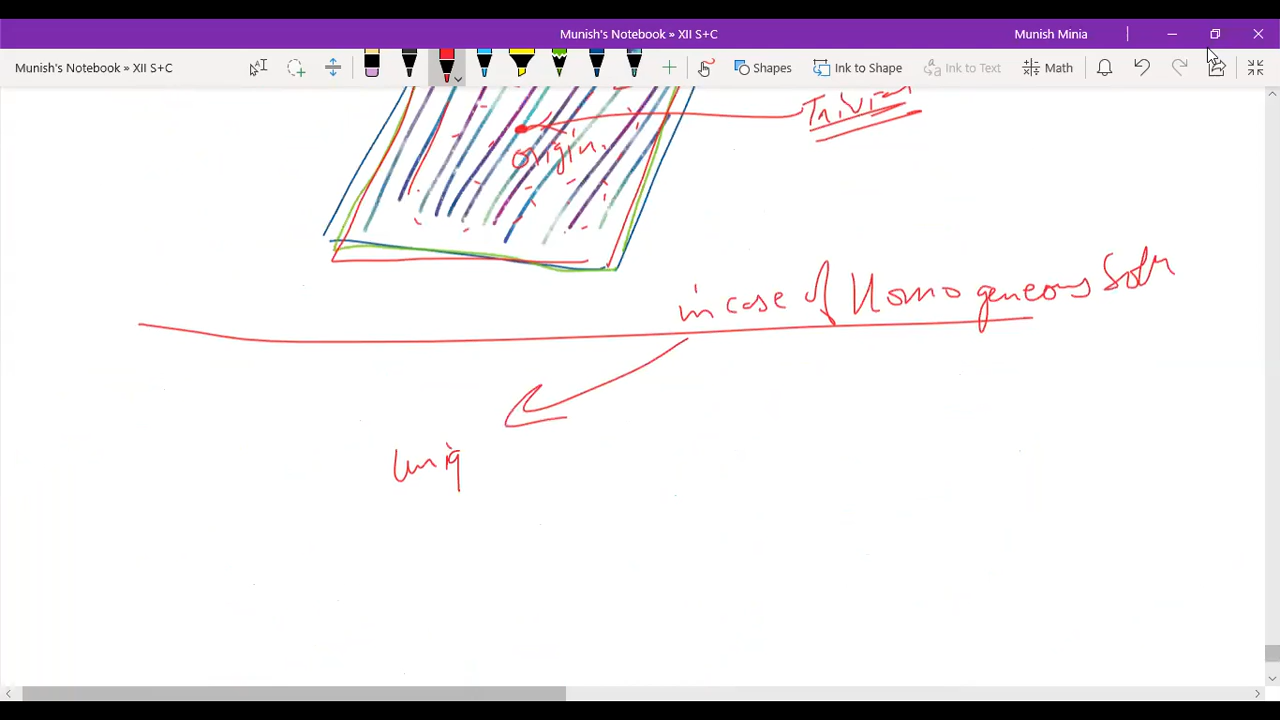 Munish's Notebook » XII S+C
Munish Minia
Munish's Notebook » XII S+C
Shapes
Ink to Shape
Ink to Text
Math
Trivial
origin.
in case of Homogeneous Soln
Uniq